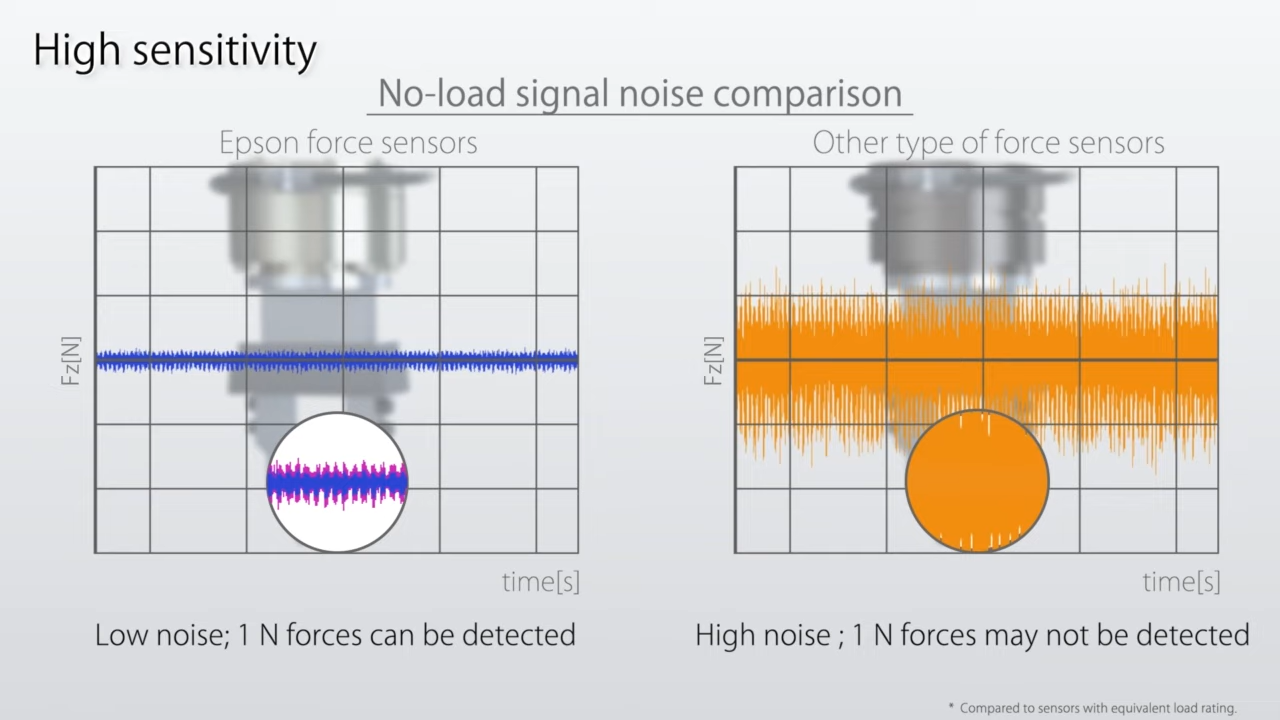 High sensitivity
No-load signal noise comparison
Epson force sensors
Other type of force sensors
Fz[N]
Fz[N]
time[s]
time[s]
Low noise; 1 N forces can be detected
High noise ; 1 N forces may not be detected
* Compared to sensors with equivalent load rating.